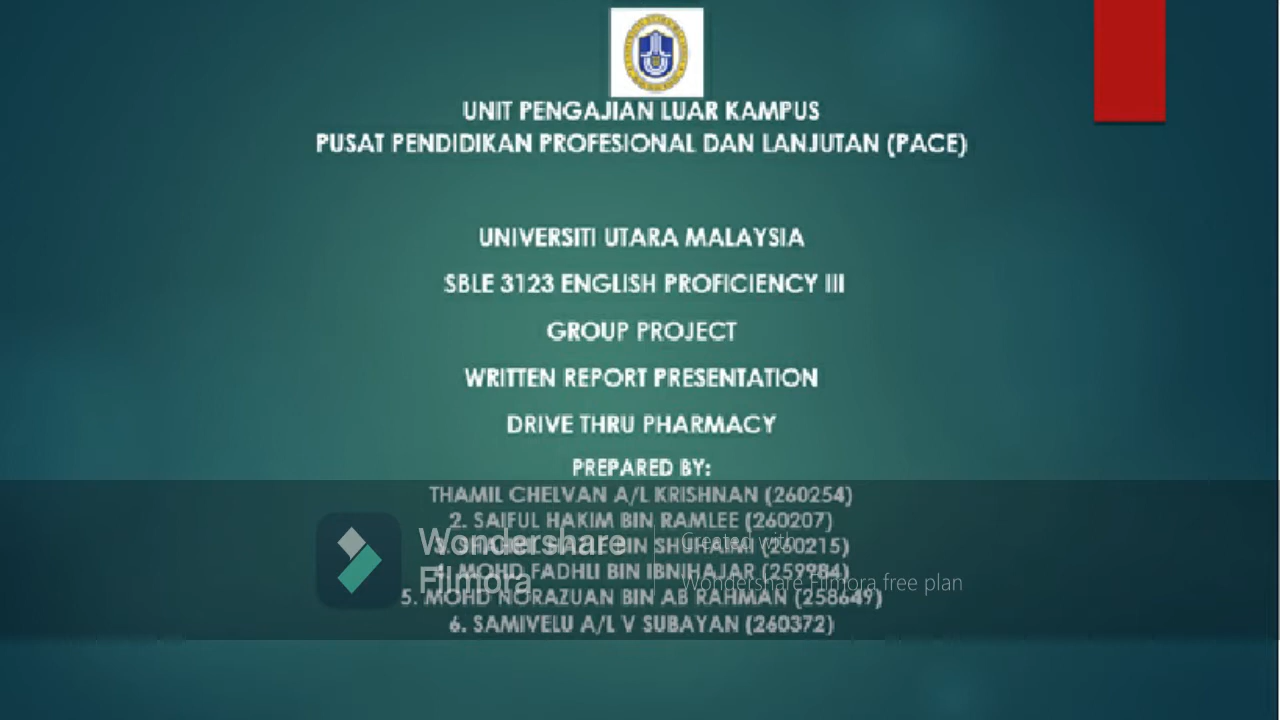 UNIT PENGAJIAN LUAR KAMPUS
PUSAT PENDIDIKAN PROFESIONAL DAN LANJUTAN (PACE)
UNIVERSITI UTARA MALAYSIA
SBLE 3123 ENGLISH PROFICIENCY III
GROUP PROJECT
WRITTEN REPORT PRESENTATION
DRIVE THRU PHARMACY
PREPARED BY:
THAMIL CHELVAN A/L KRISHNAN (260254)
2. SAIFUL HAKIM BIN RAMLEE (260207)
3. BIN SHUHAIMI (260215)
4. MOHD FADHLI BIN IBNIHAJAR (259984)
5. MOHD NORAZUAN BIN AB RAHMAN (258649)
6. SAMIVELU A/L V SUBAYAN (260372)
Wondershare
Filmora
Created with
Wondershare Filmora free plan